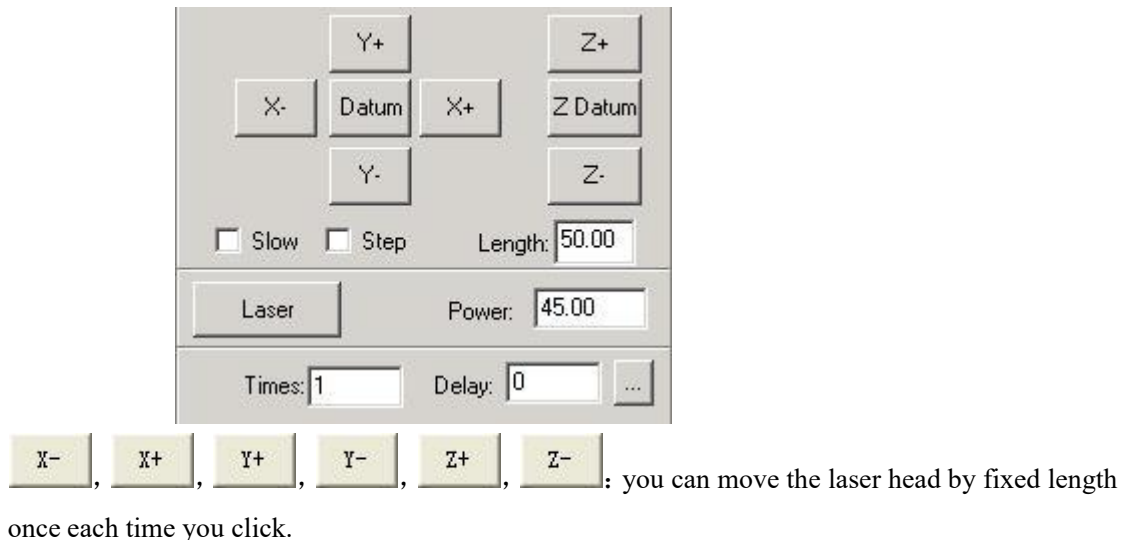 Y+ Z+
X- Datum X+ Z Datum
Y- Z-
Slow Step Length: 50.00
Laser Power: 45.00
Times: 1 Delay: 0 ...
X-, X+, Y+, Y-, Z+, Z-: you can move the laser head by fixed length
once each time you click.